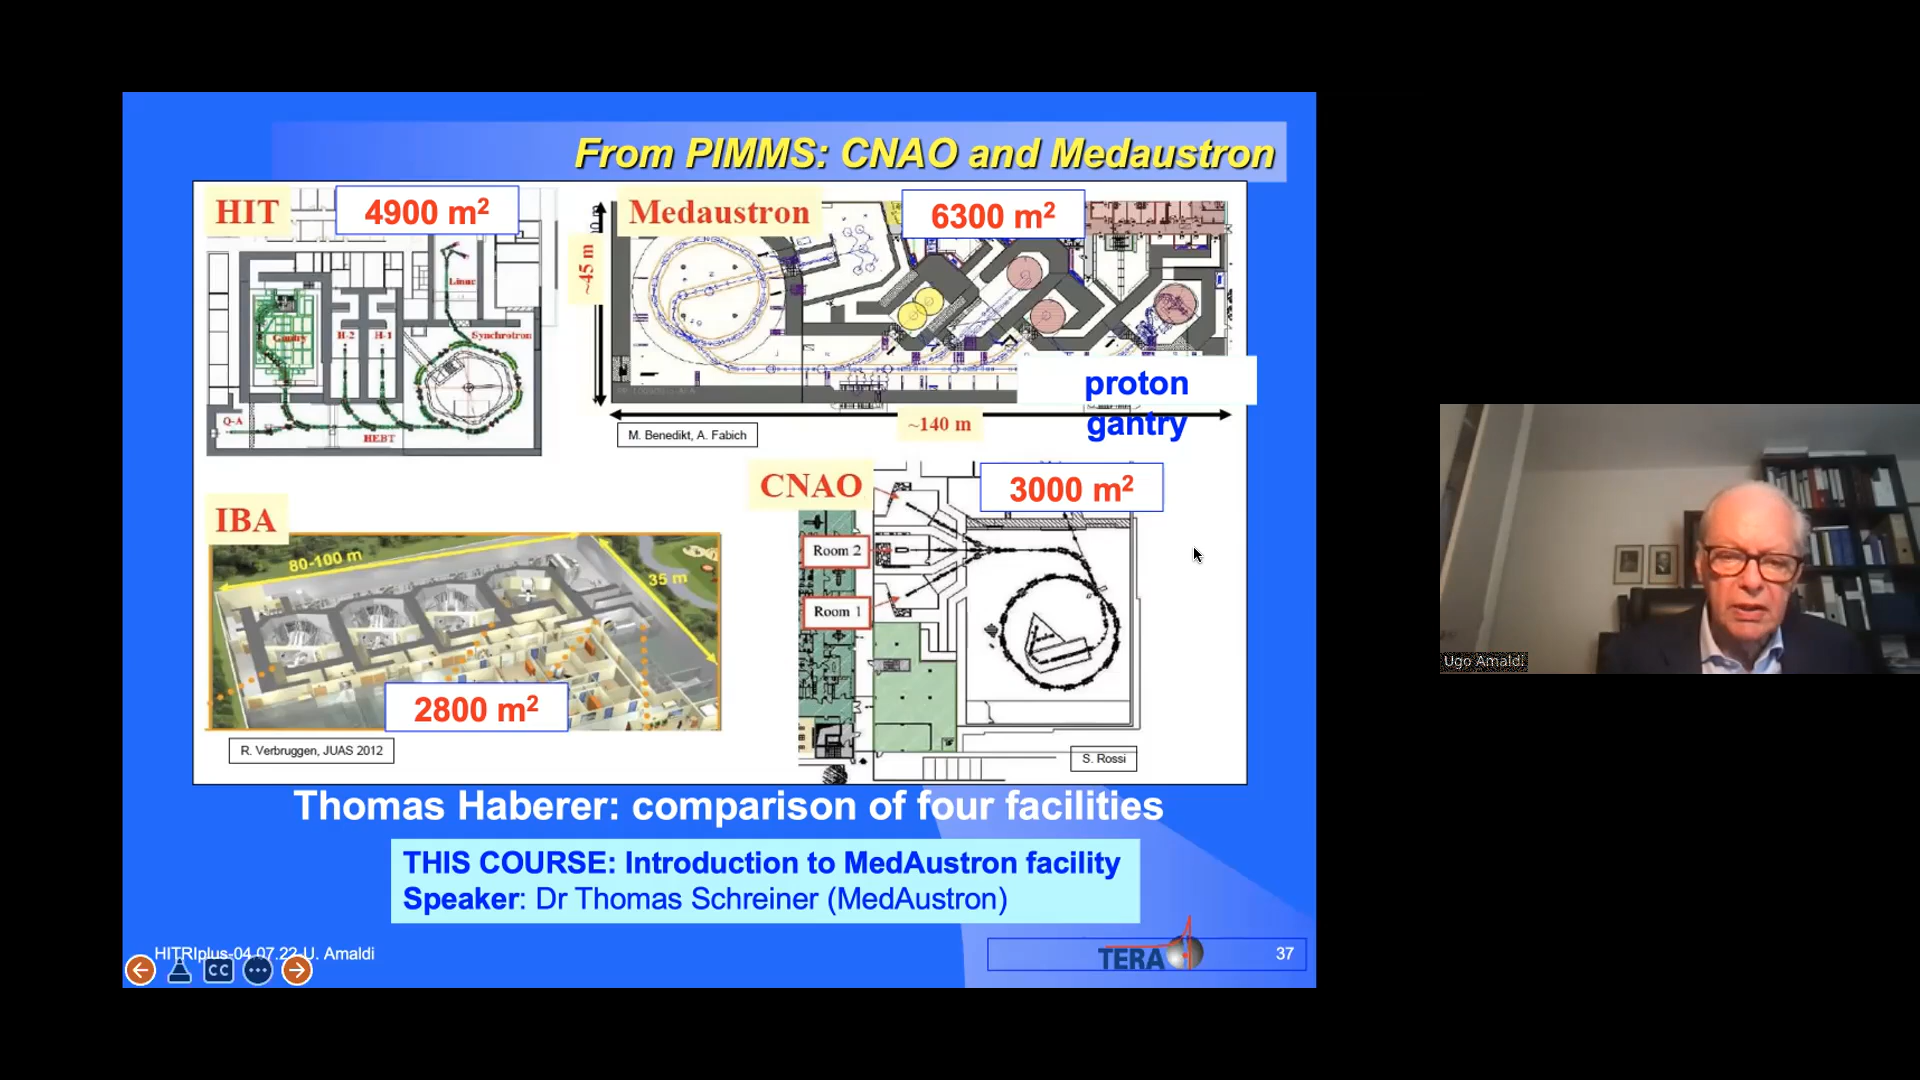 From PIMMS: CNAO and Medaustron
HIT
4900 m²
Medaustron
6300 m²
~45 m
Linac
Gantry
H-2
H-1
Synchrotron
Q-A
HEBT
proton
gantry
~140 m
M. Benedikt, A. Fabich
CNAO
3000 m²
IBA
80-100 m
35 m
Room 2
Room 1
2800 m²
R. Verbruggen, JUAS 2012
S. Rossi
Thomas Haberer: comparison of four facilities
THIS COURSE: Introduction to MedAustron facility
Speaker: Dr Thomas Schreiner (MedAustron)
HITRIplus-04.07.22-U. Amaldi
CC
TERA
37
Ugo Amaldi